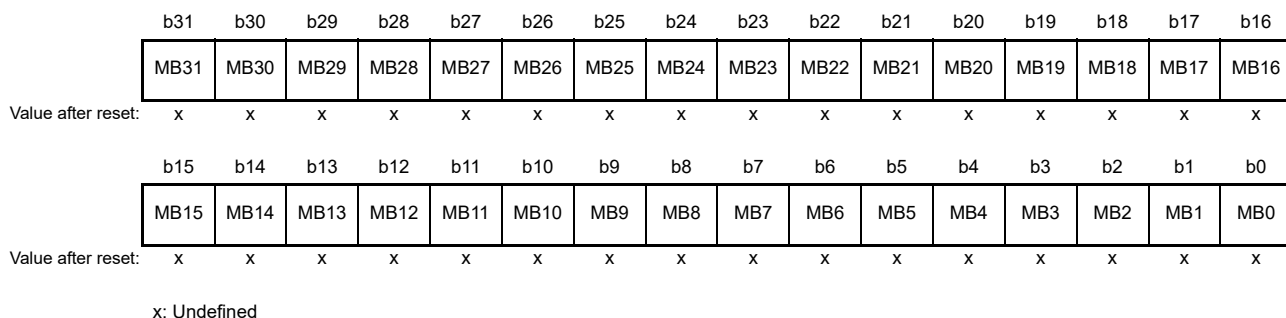 b31 b30 b29 b28 b27 b26 b25 b24 b23 b22 b21 b20 b19 b18 b17 b16
MB31 MB30 MB29 MB28 MB27 MB26 MB25 MB24 MB23 MB22 MB21 MB20 MB19 MB18 MB17 MB16
Value after reset: x x x x x x x x x x x x x x x x
b15 b14 b13 b12 b11 b10 b9 b8 b7 b6 b5 b4 b3 b2 b1 b0
MB15 MB14 MB13 MB12 MB11 MB10 MB9 MB8 MB7 MB6 MB5 MB4 MB3 MB2 MB1 MB0
Value after reset: x x x x x x x x x x x x x x x x
x: Undefined